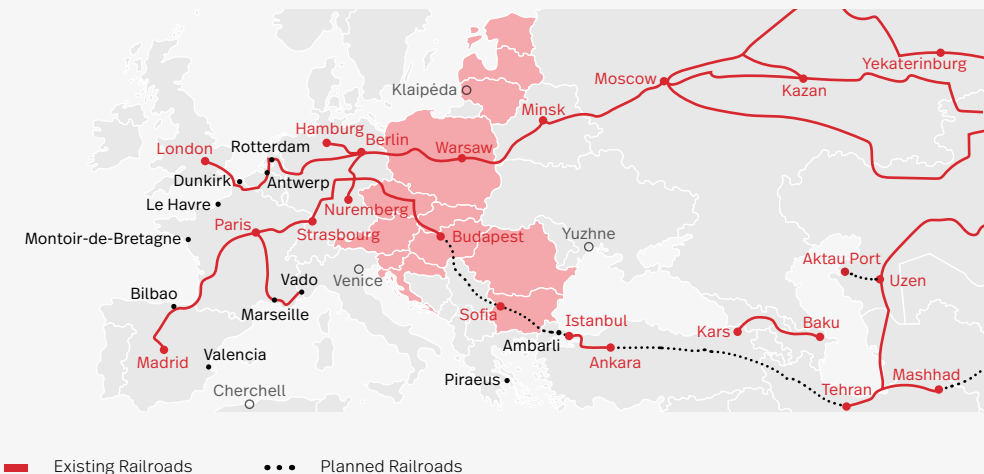 Yekaterinburg
Moscow
Kazan
Klaipėda
Minsk
Hamburg
Berlin
London
Rotterdam
Warsaw
Dunkirk
Antwerp
Le Havre
Nuremberg
Paris
Strasbourg
Budapest
Yuzhne
Montoir-de-Bretagne
Aktau Port
Venice
Vado
Uzen
Bilbao
Marseille
Sofia
Istanbul
Kars
Baku
Ambarli
Madrid
Valencia
Ankara
Piraeus
Mashhad
Cherchell
Tehran
Existing Railroads
Planned Railroads